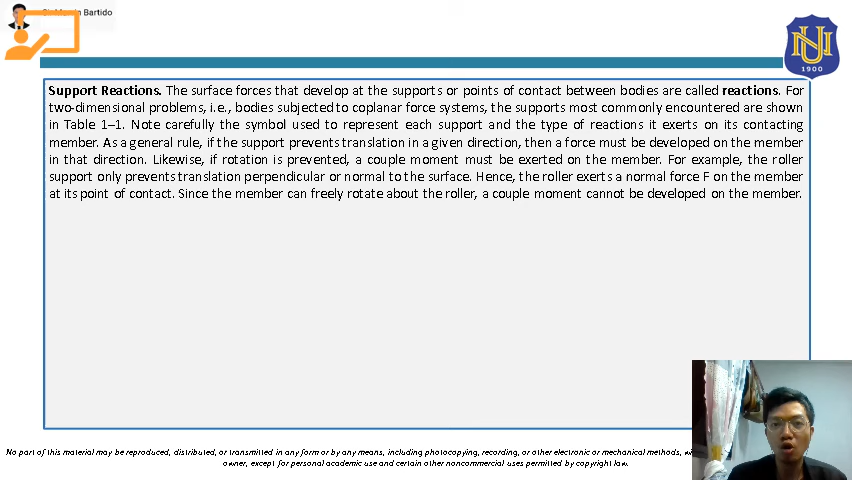 Sir Marvin Bartido
NU
1900
Support Reactions. The surface forces that develop at the supports or points of contact between bodies are called reactions. For
two-dimensional problems, i.e., bodies subjected to coplanar force systems, the supports most commonly encountered are shown
in Table 1–1. Note carefully the symbol used to represent each support and the type of reactions it exerts on its contacting
member. As a general rule, if the support prevents translation in a given direction, then a force must be developed on the member
in that direction. Likewise, if rotation is prevented, a couple moment must be exerted on the member. For example, the roller
support only prevents translation perpendicular or normal to the surface. Hence, the roller exerts a normal force F on the member
at its point of contact. Since the member can freely rotate about the roller, a couple moment cannot be developed on the member.
No part of this material may be reproduced, distributed, or transmitted in any form or by any means, including photocopying, recording, or other electronic or mechanical methods,
owner, except for personal academic use and certain other noncommercial uses permitted by copyright law.